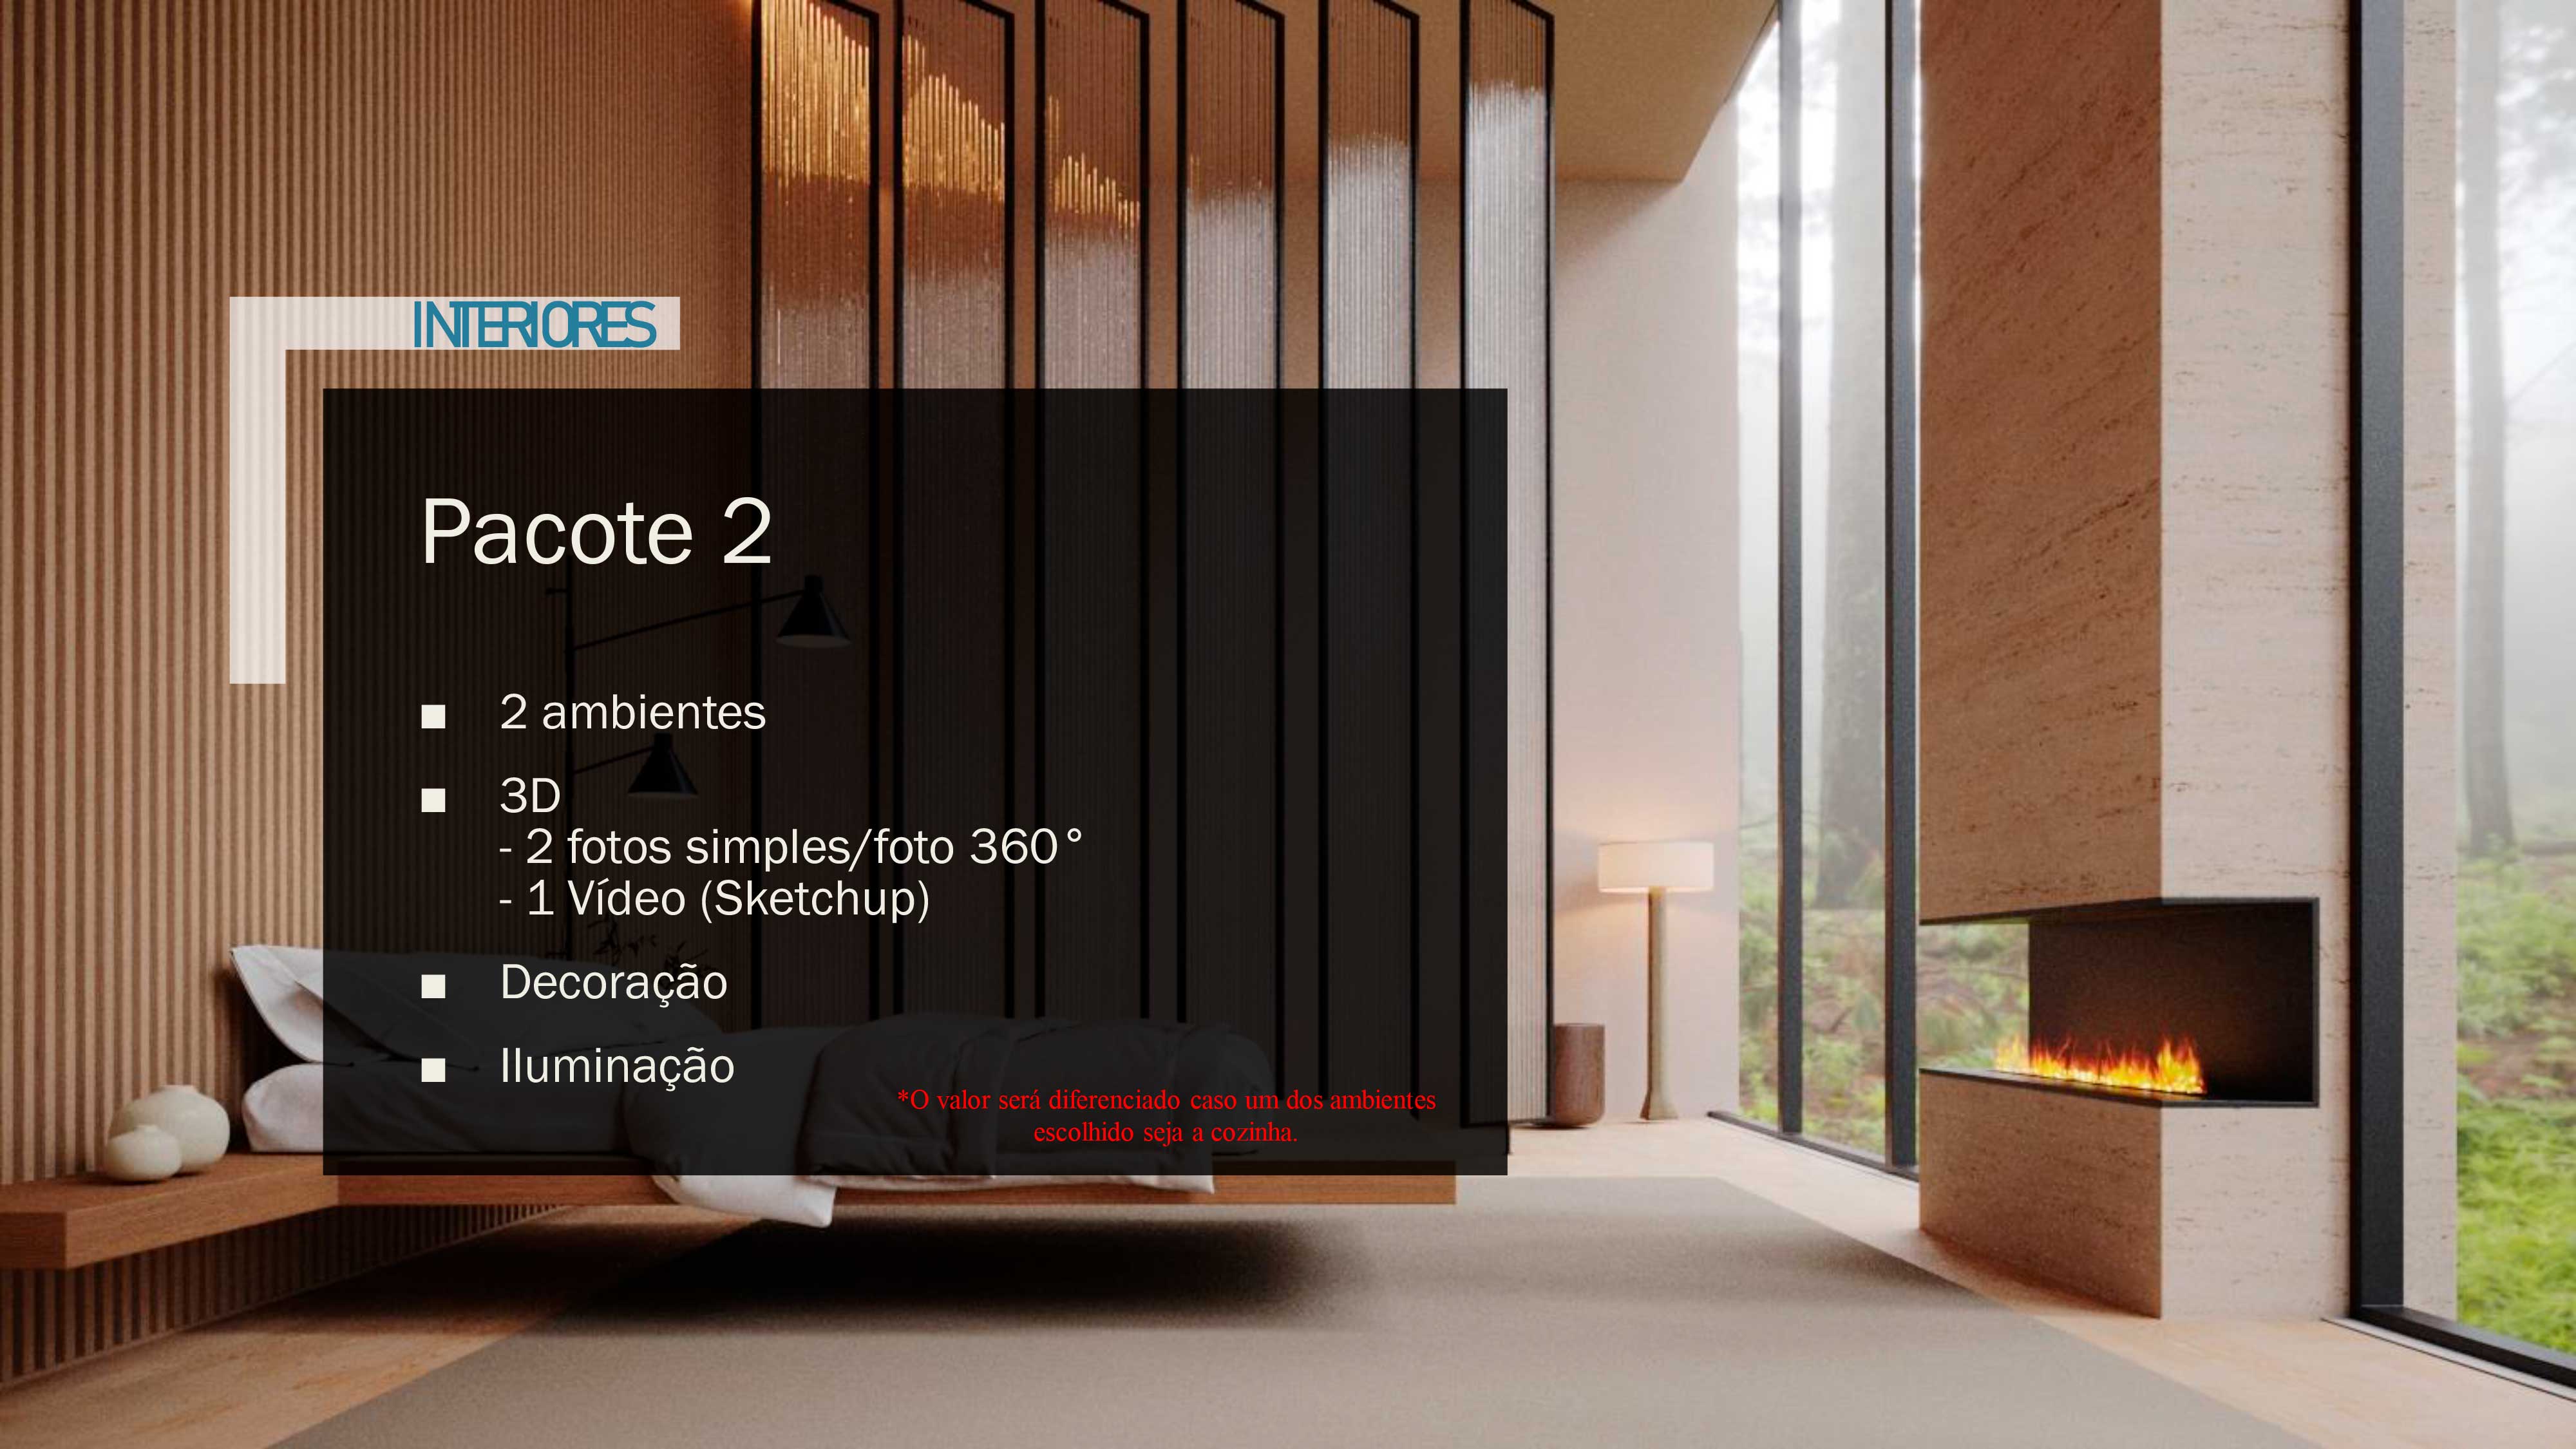 INTERIORES
Pacote 2
■ 2 ambientes
■ 3D
- 2 fotos simples/foto 360°
- 1 Vídeo (Sketchup)
■ Decoração
■ Iluminação
*O valor será diferenciado caso um dos ambientes
escolhido seja a cozinha.